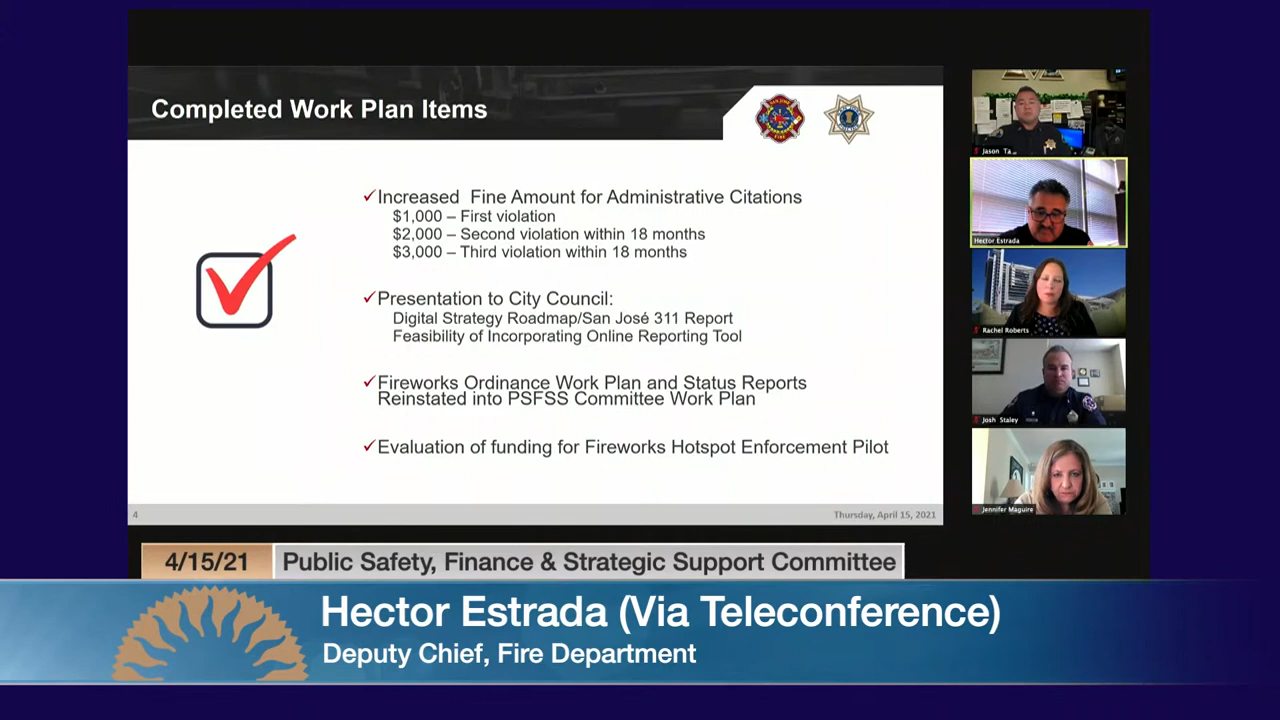 Completed Work Plan Items
Increased Fine Amount for Administrative Citations
$1,000 – First violation
$2,000 – Second violation within 18 months
$3,000 – Third violation within 18 months
Presentation to City Council:
Digital Strategy Roadmap/San José 311 Report
Feasibility of Incorporating Online Reporting Tool
Fireworks Ordinance Work Plan and Status Reports
Reinstated into PSFSS Committee Work Plan
Evaluation of funding for Fireworks Hotspot Enforcement Pilot
4
Thursday, April 15, 2021
Jason Ta
Hector Estrada
Rachel Roberts
Josh Staley
Jennifer Maguire
4/15/21
Public Safety, Finance & Strategic Support Committee
Hector Estrada (Via Teleconference)
Deputy Chief, Fire Department